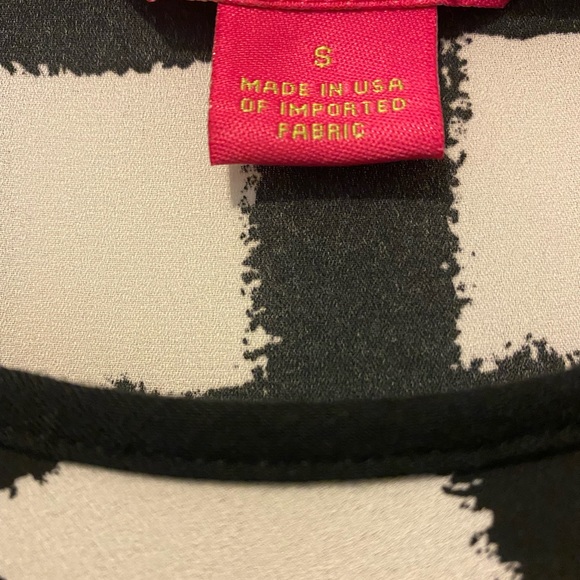 S
MADE IN USA
OF IMPORTED
FABRIC